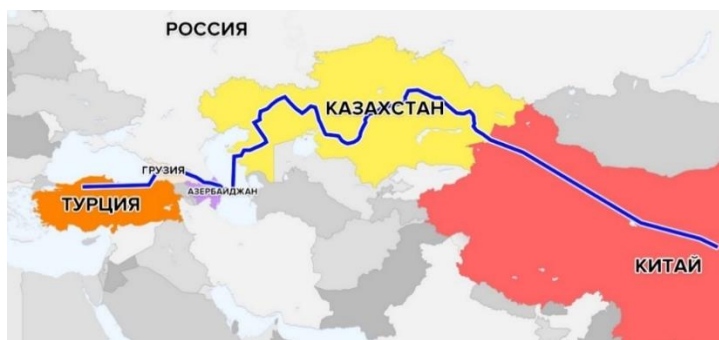 РОССИЯ
КАЗАХСТАН
ГРУЗИЯ
АЗЕРБАЙДЖАН
ТУРЦИЯ
КИТАЙ